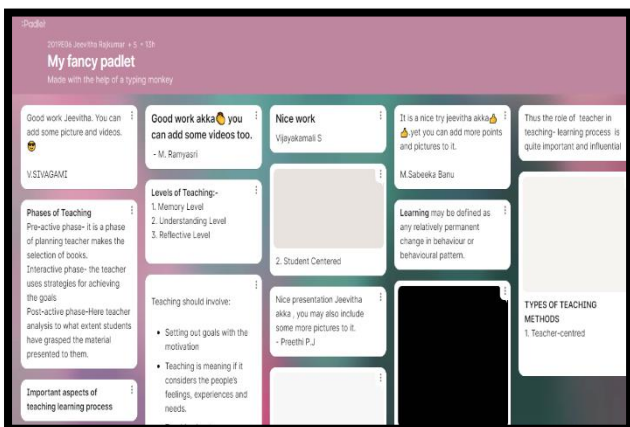 :Padlet
2019E06 Jeevitha Rajkumar + 5 • 13h
My fancy padlet
Made with the help of a typing monkey
Good work Jeevitha. You can
add some picture and videos.
😎
V.SIVAGAMI
Phases of Teaching
Pre-active phase- it is a phase
of planning teacher makes the
selection of books.
Interactive phase- the teacher
uses strategies for achieving
the goals
Post-active phase-Here teacher
analysis to what extent students
have grasped the material
presented to them.
Important aspects of
teaching learning process
Good work akka👏 you
can add some videos too.
- M. Ramyasri
Levels of Teaching:-
1. Memory Level
2. Understanding Level
3. Reflective Level
Teaching should involve:
• Setting out goals with the
motivation
• Teaching is meaning if it
considers the people's
feelings, experiences and
needs.
Nice work
Vijayakamali S
2. Student Centered
Nice presentation Jeevitha
akka , you may also include
some more pictures to it.
- Preethi P.J
It is a nice try jeevitha akka👍
👍.yet you can add more points
and pictures to it.
M.Sabeeka Banu
Learning may be defined as
any relatively permanent
change in behaviour or
behavioural pattern.
Thus the role of teacher in
teaching- learning process is
quite important and influential
TYPES OF TEACHING
METHODS
1. Teacher-centred